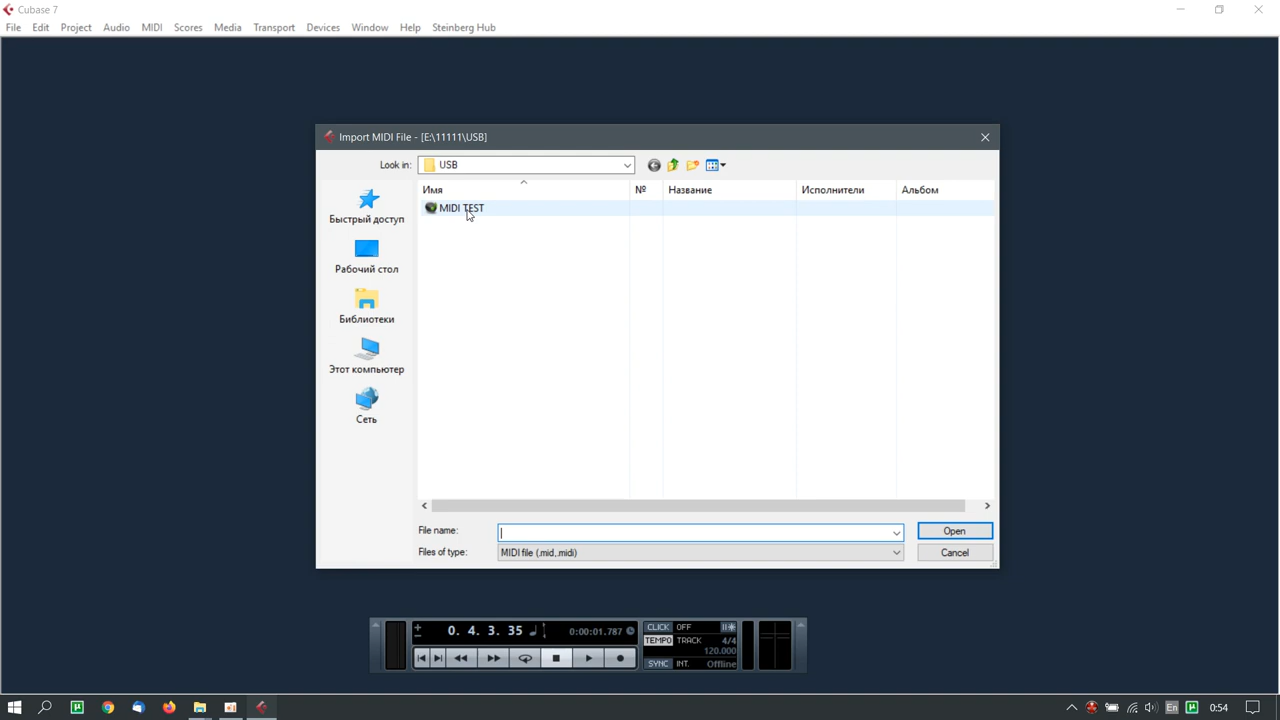 Cubase 7
File Edit Project Audio MIDI Scores Media Transport Devices Window Help Steinberg Hub
Import MIDI File - [E:\11111\USB]
Look in: USB
Имя № Название Исполнители Альбом
MIDI TEST
Быстрый доступ
Рабочий стол
Библиотеки
Этот компьютер
Сеть
File name: Open
Files of type: MIDI file (.mid,.midi) Cancel
0. 4. 3. 35 0:00:01.787
CLICK OFF
TEMPO TRACK 4/4
120.000
SYNC INT. Offline
En 0:54